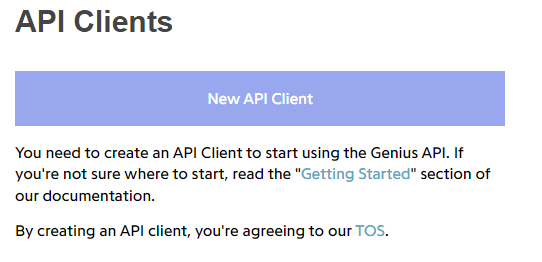 API Clients
New API Client
You need to create an API Client to start using the Genius API. If
you're not sure where to start, read the "Getting Started" section of
our documentation.
By creating an API client, you're agreeing to our TOS.